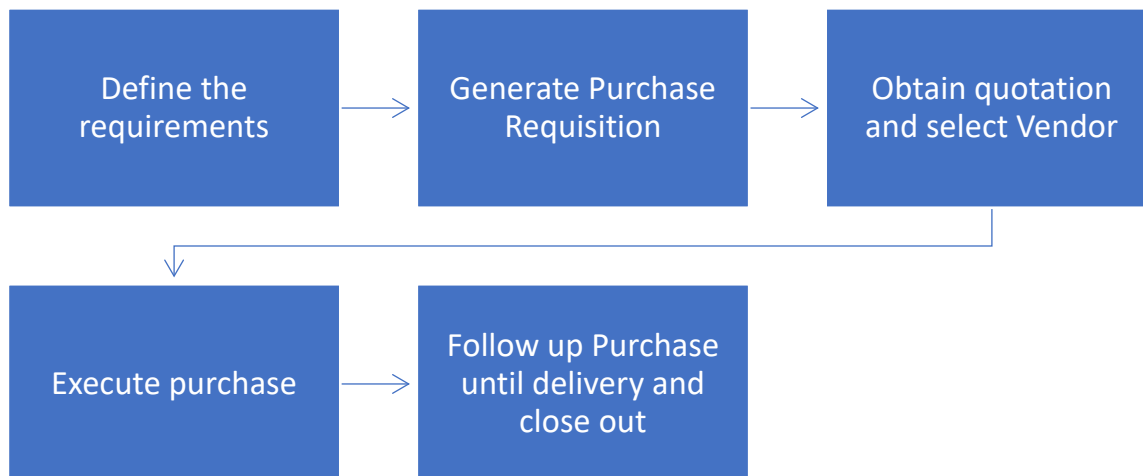 Define the
requirements
Generate Purchase
Requisition
Obtain quotation
and select Vendor
Execute purchase
Follow up Purchase
until delivery and
close out